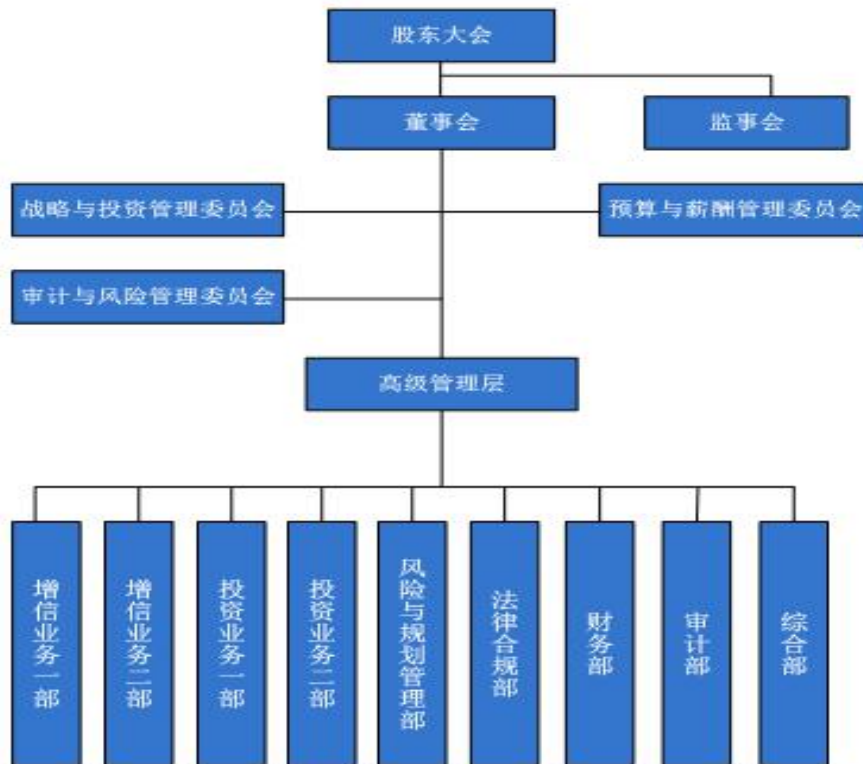 股东大会
董事会
监事会
战略与投资管理委员会
预算与薪酬管理委员会
审计与风险管理委员会
高级管理层
增信业务一部
增信业务二部
投资业务一部
投资业务二部
风险与规划管理部
法律合规部
财务部
审计部
综合部